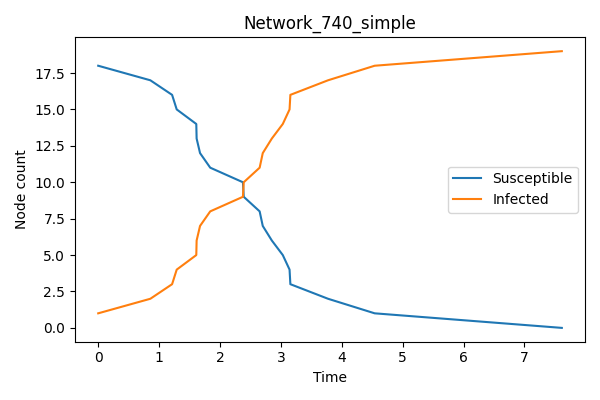 Network_740_simple
Node count
17.5
15.0
12.5
10.0
7.5
5.0
2.5
0.0
Susceptible
Infected
0 1 2 3 4 5 6 7
Time